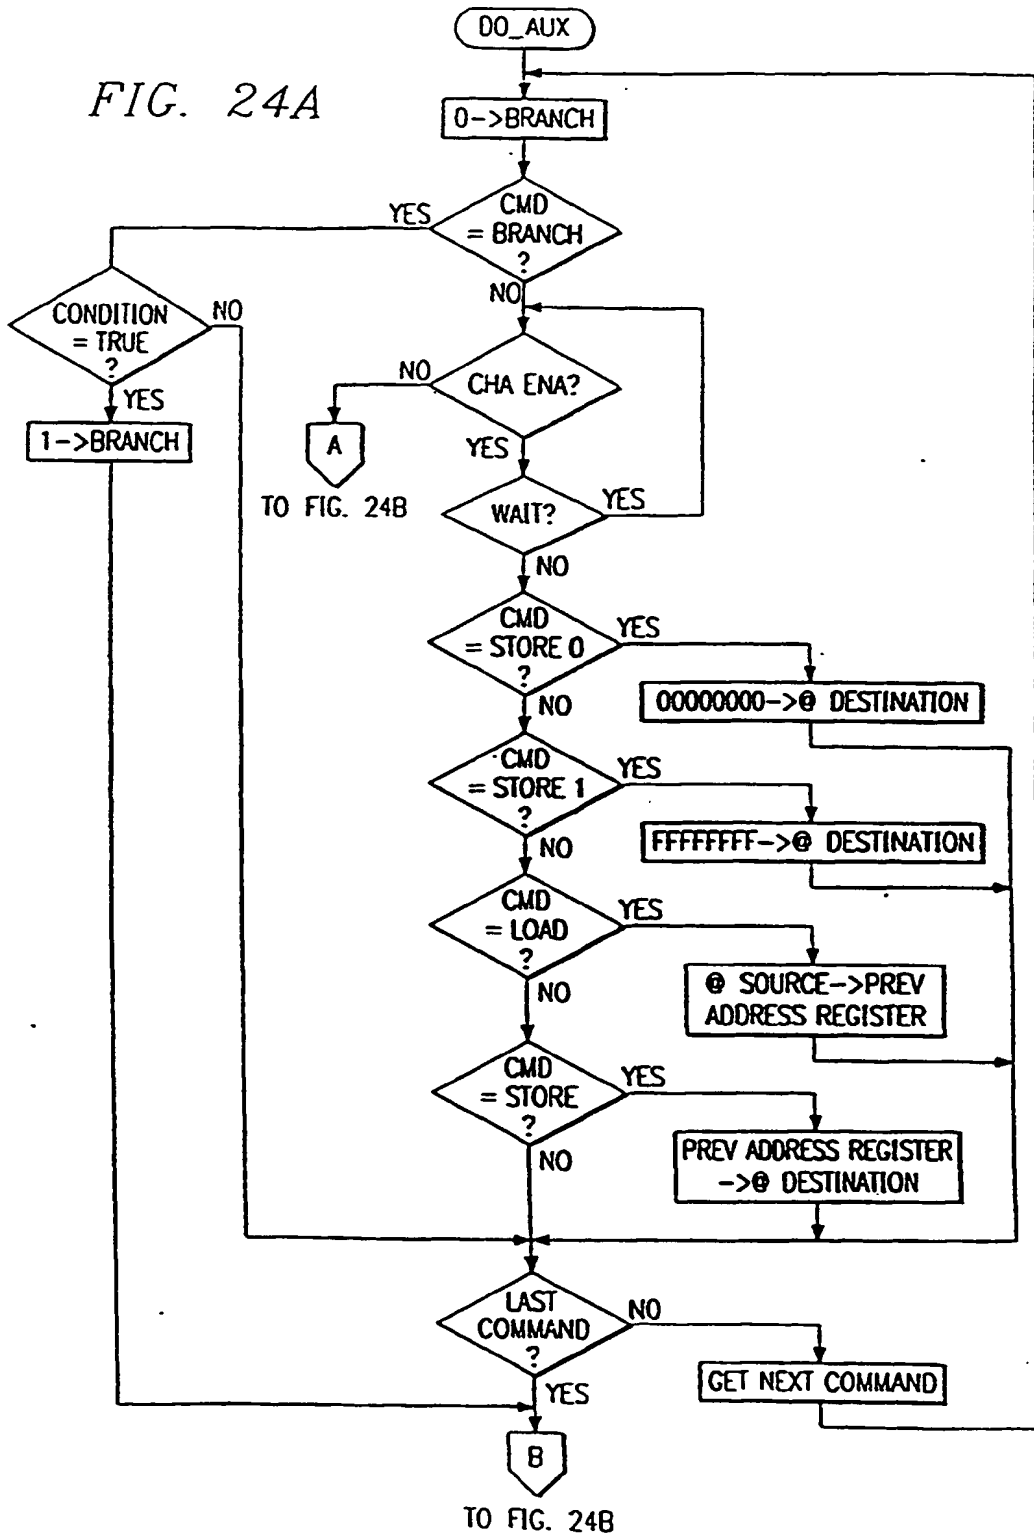 DO_AUX
FIG. 24A
0->BRANCH
CMD
= BRANCH
?
YES
NO
CONDITION
= TRUE
?
NO
YES
1->BRANCH
CHA ENA?
NO
YES
A
TO FIG. 24B
WAIT?
YES
NO
CMD
= STORE 0
?
YES
NO
00000000->@ DESTINATION
CMD
= STORE 1
?
YES
NO
FFFFFFFF->@ DESTINATION
CMD
= LOAD
?
YES
NO
@ SOURCE->PREV
ADDRESS REGISTER
CMD
= STORE
?
YES
NO
PREV ADDRESS REGISTER
->@ DESTINATION
LAST
COMMAND
?
NO
YES
GET NEXT COMMAND
B
TO FIG. 24B